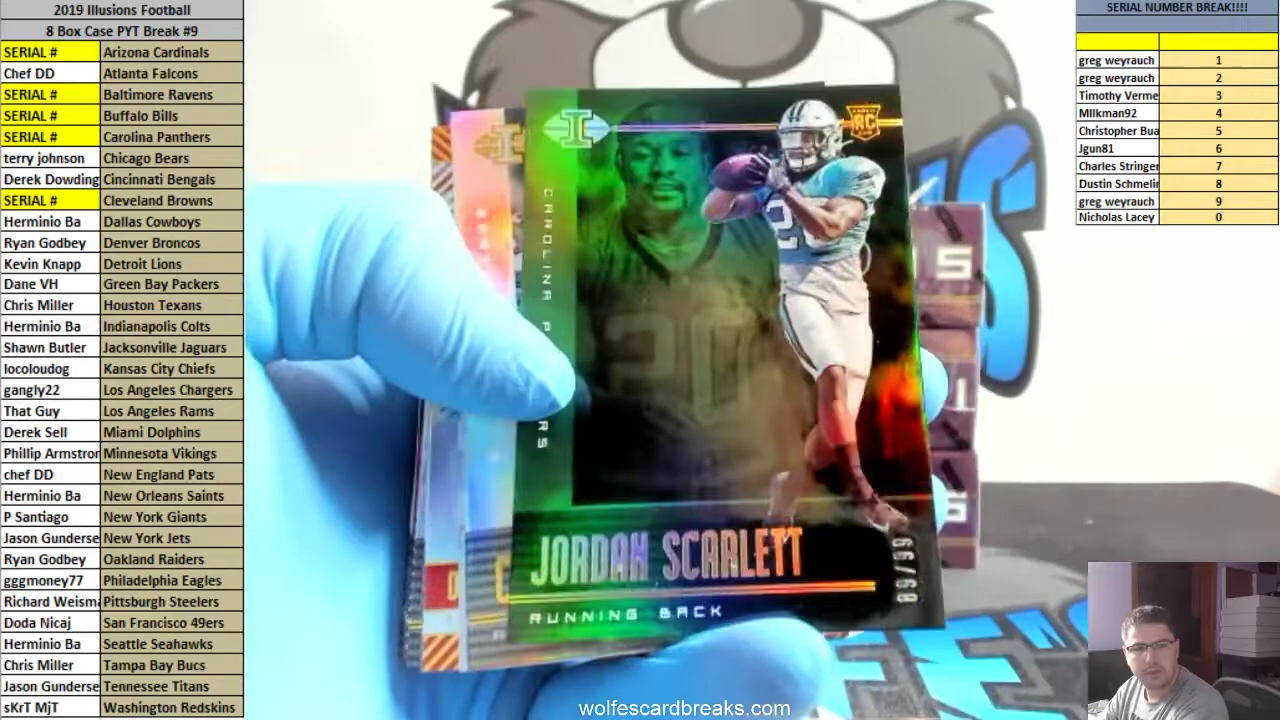 2019 Illusions Football
8 Box Case PYT Break #9
SERIAL # Arizona Cardinals
Chef DD Atlanta Falcons
SERIAL # Baltimore Ravens
SERIAL # Buffalo Bills
SERIAL # Carolina Panthers
terry johnson Chicago Bears
Derek Dowding Cincinnati Bengals
SERIAL # Cleveland Browns
Herminio Ba Dallas Cowboys
Ryan Godbey Denver Broncos
Kevin Knapp Detroit Lions
Dane VH Green Bay Packers
Chris Miller Houston Texans
Herminio Ba Indianapolis Colts
Shawn Butler Jacksonville Jaguars
locoloudog Kansas City Chiefs
gangly22 Los Angeles Chargers
That Guy Los Angeles Rams
Derek Sell Miami Dolphins
Phillip Armstror Minnesota Vikings
chef DD New England Pats
Herminio Ba New Orleans Saints
P Santiago New York Giants
Jason Gunderse New York Jets
Ryan Godbey Oakland Raiders
gggmoney77 Philadelphia Eagles
Richard Weisma Pittsburgh Steelers
Doda Nicaj San Francisco 49ers
Herminio Ba Seattle Seahawks
Chris Miller Tampa Bay Bucs
Jason Gunderse Tennessee Titans
sKrT MjT Washington Redskins
SERIAL NUMBER BREAK!!!!
greg weyrauch 1
greg weyrauch 2
Timothy Verme 3
MIlkman92 4
Christopher Bua 5
Jgun81 6
Charles Stringer 7
Dustin Schmelir 8
greg weyrauch 9
Nicholas Lacey 0
I
RC
CAROLINA P RS
20
JORDAN SCARLETT
RUNNING BACK
S
wolfescardbreaks.com